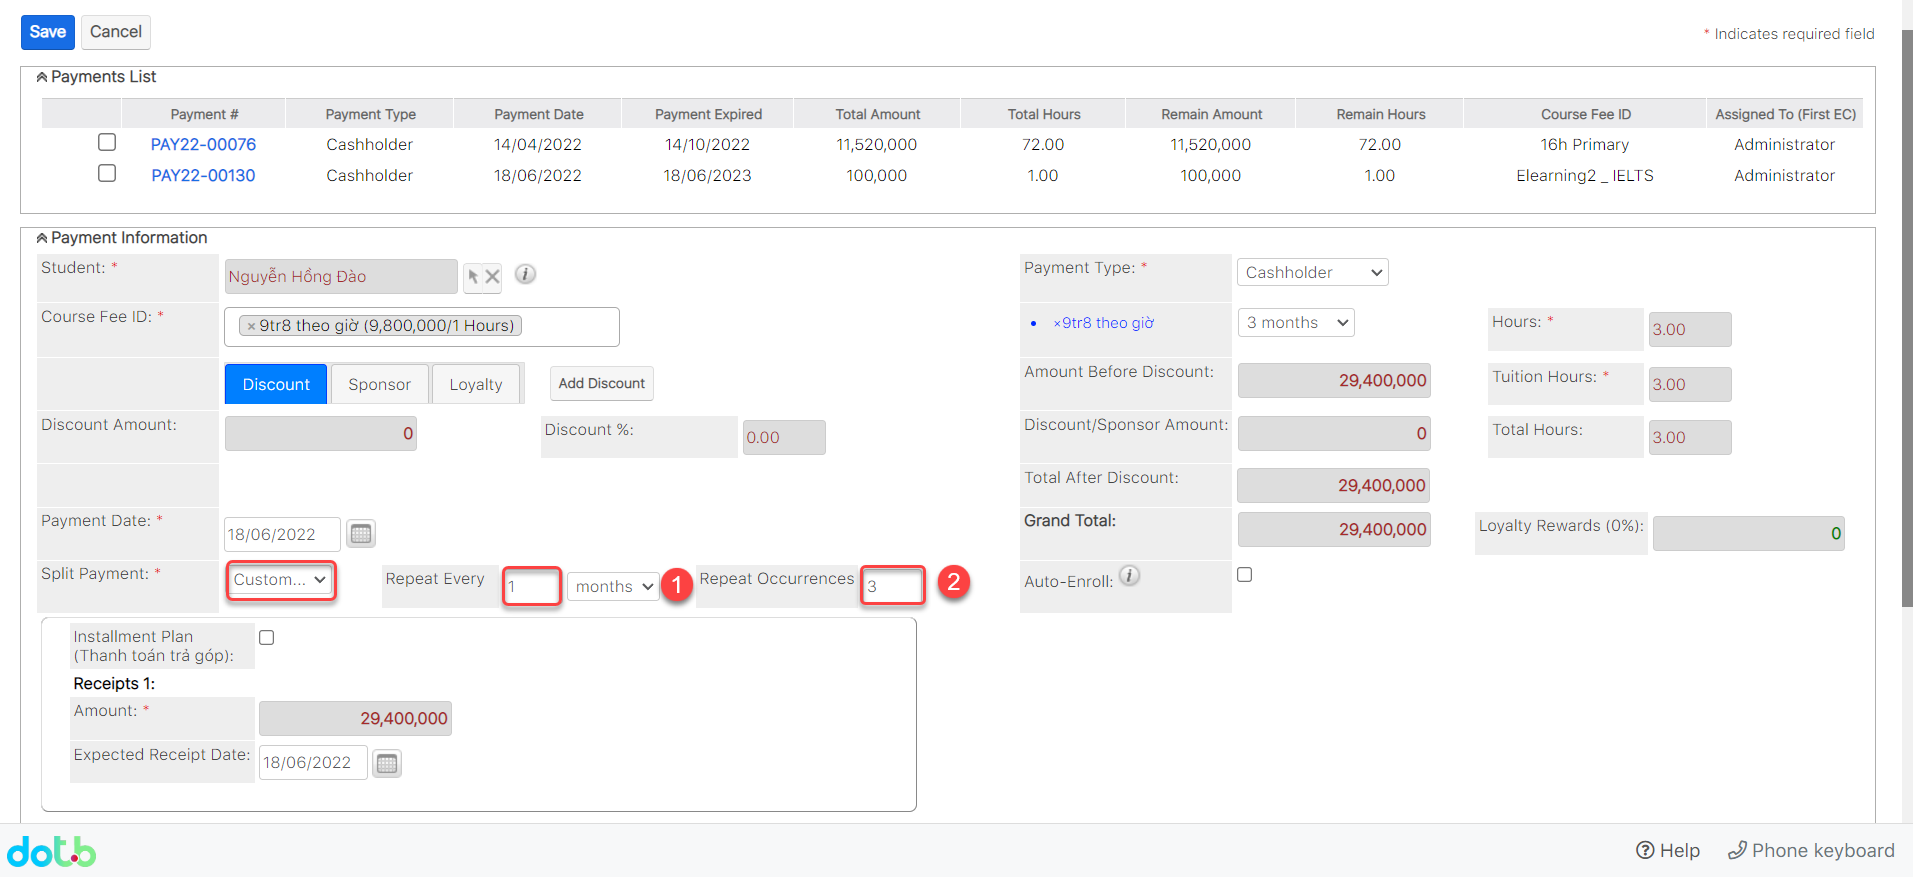 Save Cancel
* Indicates required field
Payments List
Payment # Payment Type Payment Date Payment Expired Total Amount Total Hours Remain Amount Remain Hours Course Fee ID Assigned To (First EC)
PAY22-00076 Cashholder 14/04/2022 14/10/2022 11,520,000 72.00 11,520,000 72.00 16h Primary Administrator
PAY22-00130 Cashholder 18/06/2022 18/06/2023 100,000 1.00 100,000 1.00 Elearning2 _ IELTS Administrator
Payment Information
Student: * Nguyễn Hồng Đào i
Payment Type: * Cashholder
Course Fee ID: * ×9tr8 theo giờ (9,800,000/1 Hours)
• ×9tr8 theo giờ 3 months Hours: * 3.00
Discount Sponsor Loyalty Add Discount
Amount Before Discount: 29,400,000 Tuition Hours: * 3.00
Discount Amount: 0 Discount %: 0.00
Discount/Sponsor Amount: 0 Total Hours: 3.00
Total After Discount: 29,400,000
Payment Date: * 18/06/2022
Grand Total: 29,400,000 Loyalty Rewards (0%): 0
Split Payment: * Custom... Repeat Every 1 months 1 Repeat Occurrences 3 2
Auto-Enroll: i
Installment Plan
(Thanh toán trả góp):
Receipts 1:
Amount: * 29,400,000
Expected Receipt Date: 18/06/2022
dot.b
? Help Phone keyboard